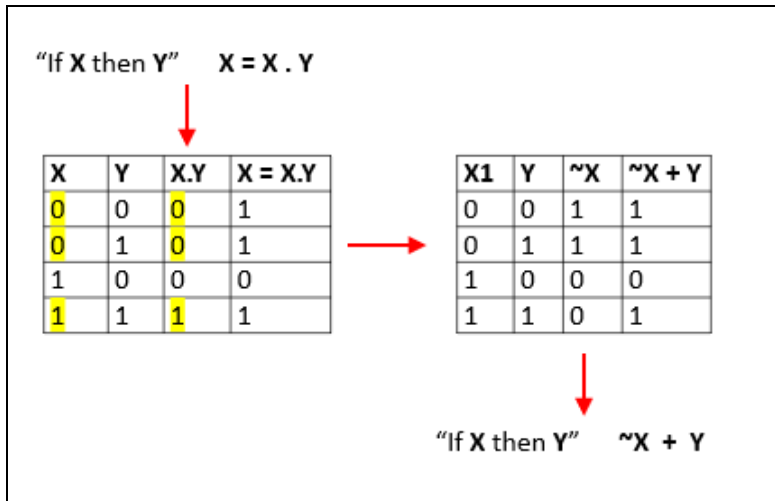 “If X then Y” X = X . Y
X Y X.Y X = X.Y
0 0 0 1
0 1 0 1
1 0 0 0
1 1 1 1
X1 Y ~X ~X + Y
0 0 1 1
0 1 1 1
1 0 0 0
1 1 0 1
“If X then Y” ~X + Y